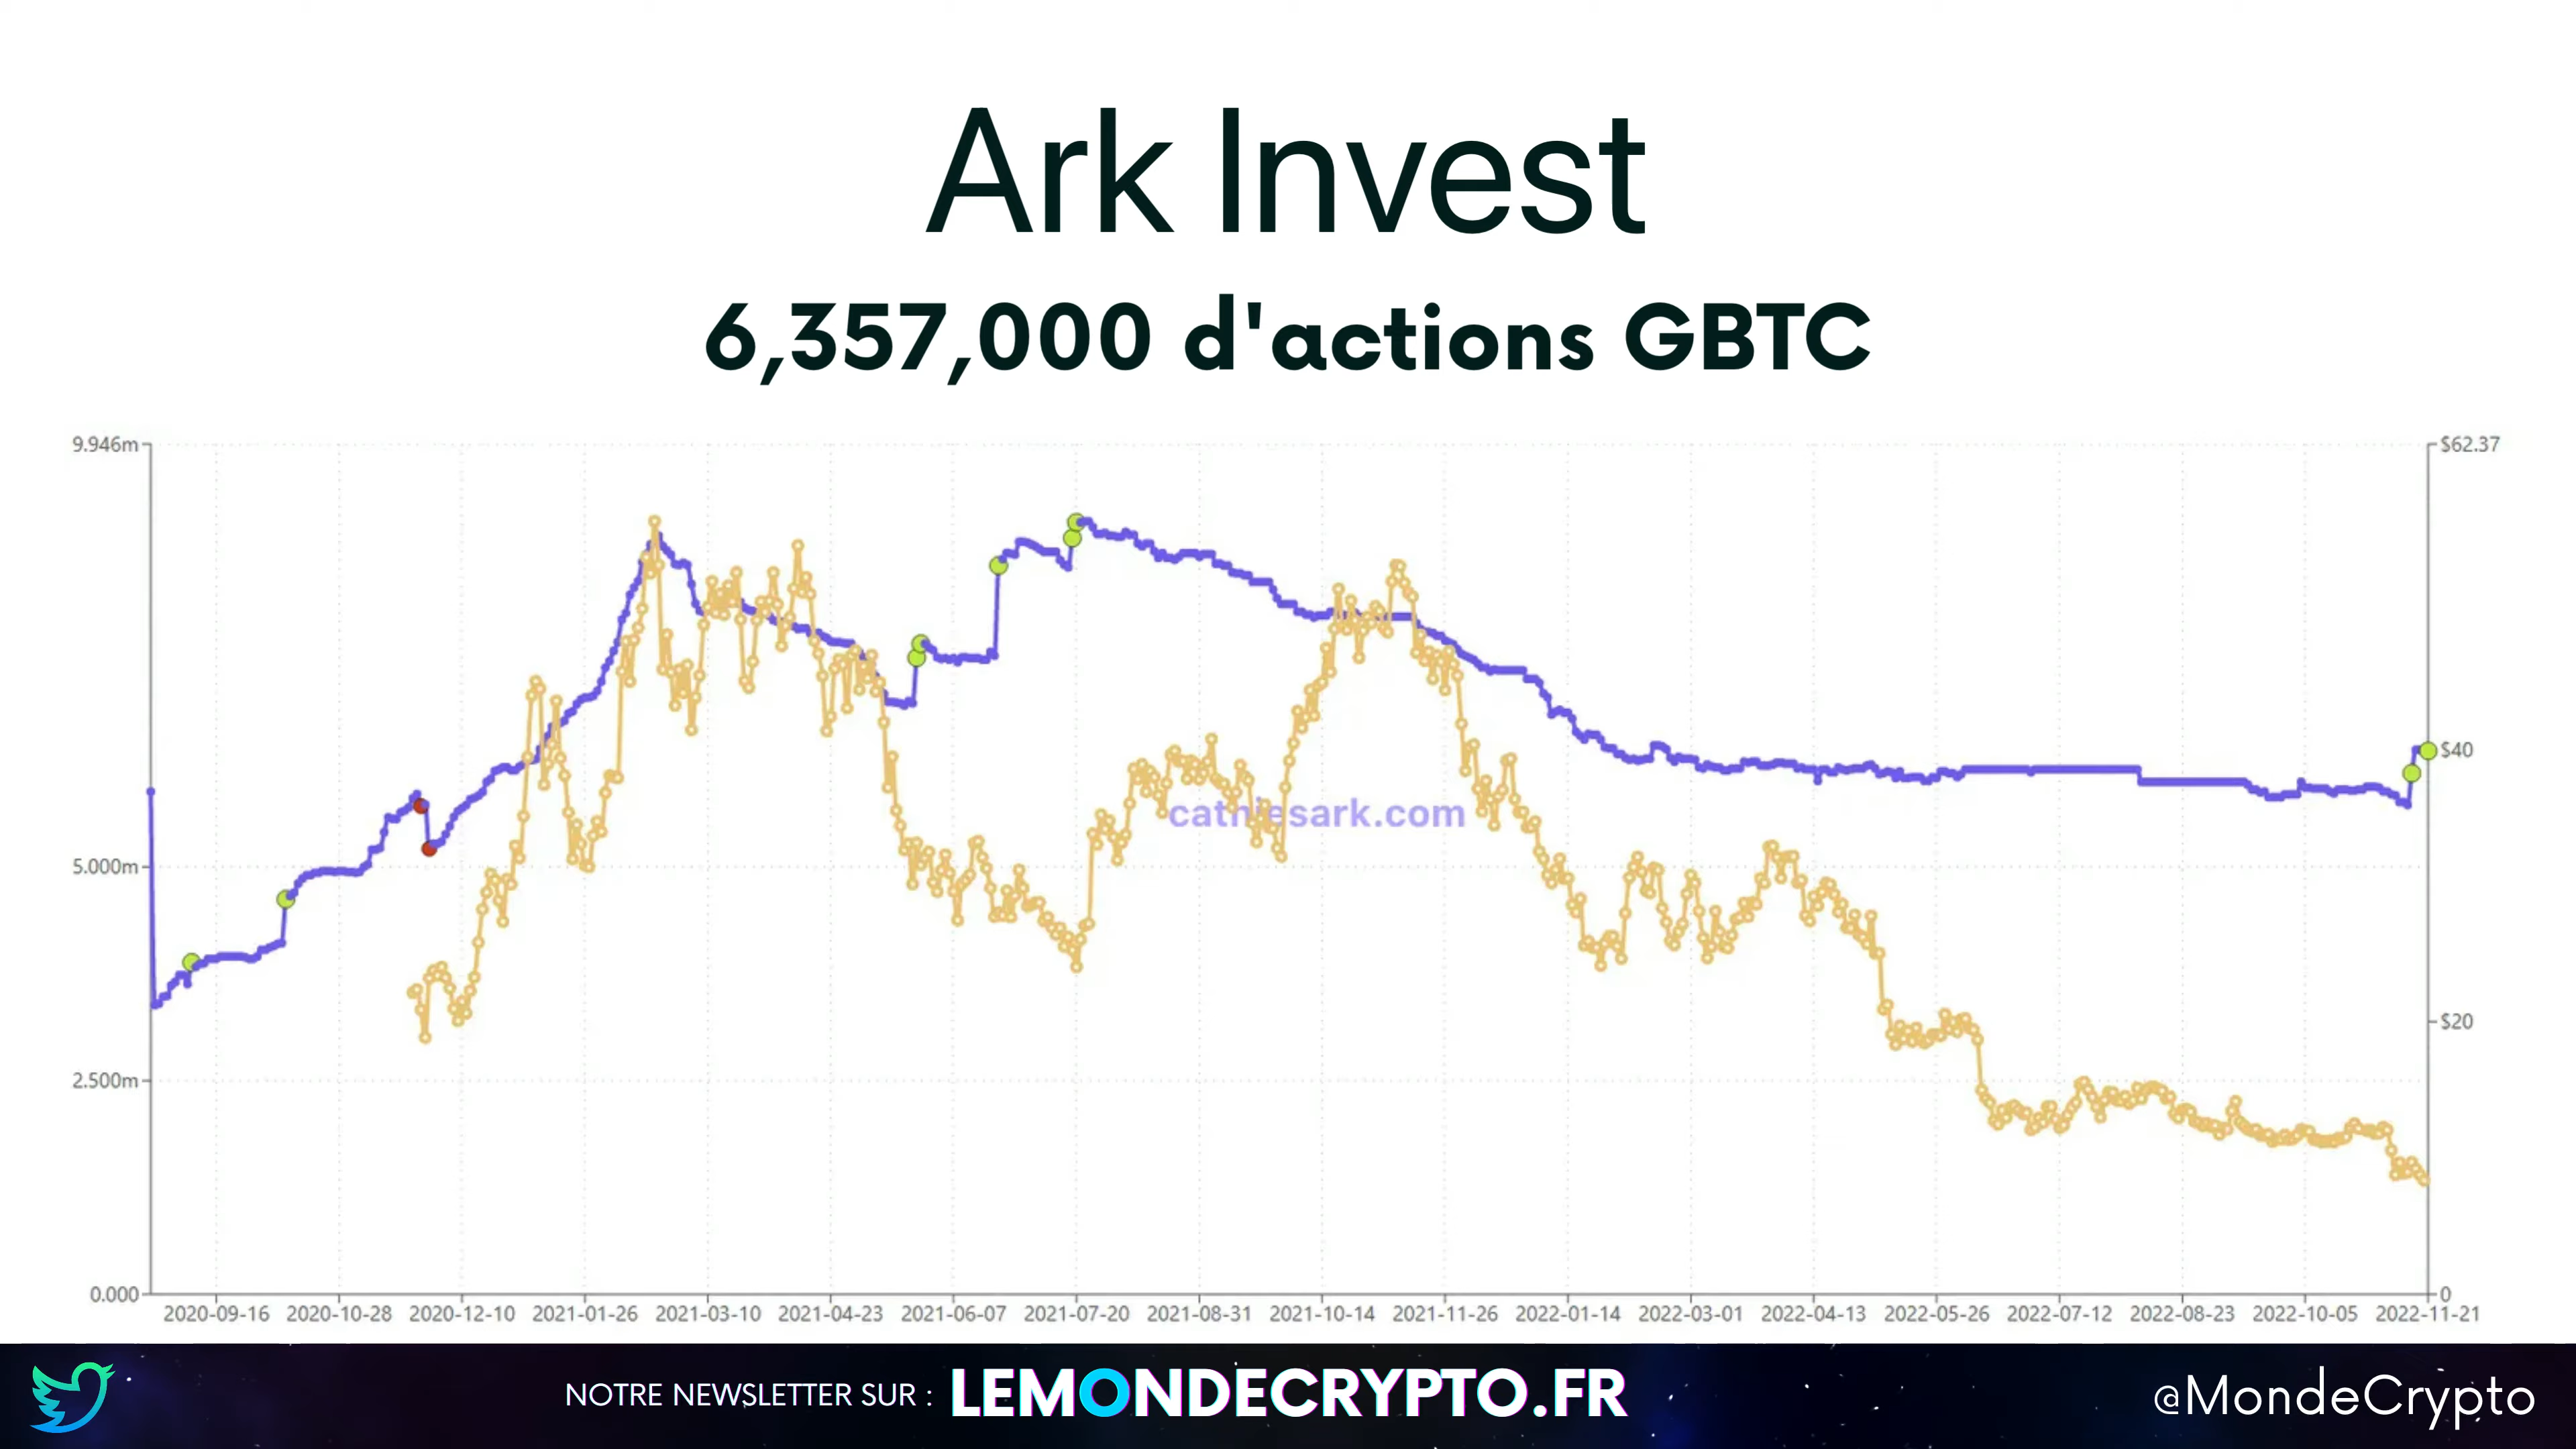 Ark Invest
6,357,000 d'actions GBTC
9.946m
$62.37
$40
cathiesark.com
5.000m
$20
2.500m
0.000
0
2020-09-16 2020-10-28 2020-12-10 2021-01-26 2021-03-10 2021-04-23 2021-06-07 2021-07-20 2021-08-31 2021-10-14 2021-11-26 2022-01-14 2022-03-01 2022-04-13 2022-05-26 2022-07-12 2022-08-23 2022-10-05 2022-11-21
NOTRE NEWSLETTER SUR : LEMONDECRYPTO.FR @MondeCrypto